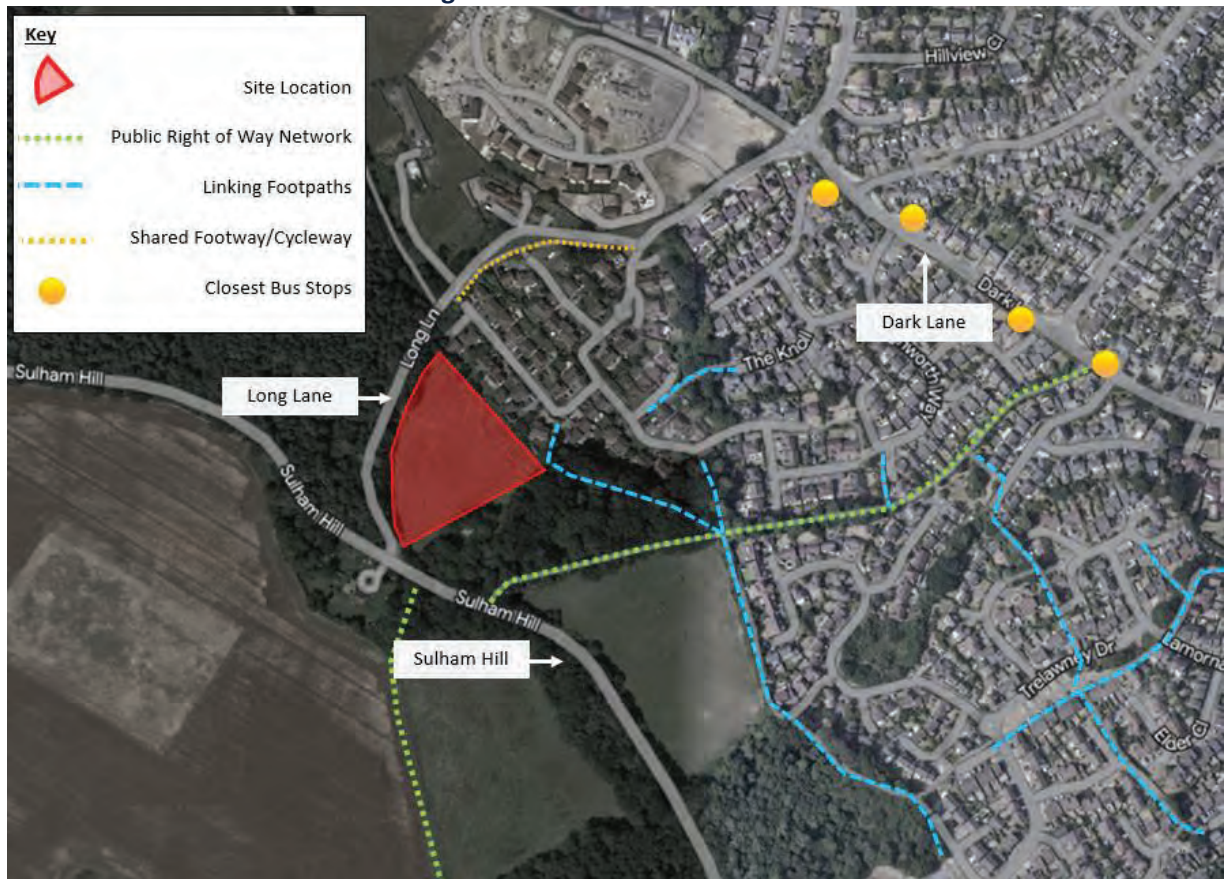 Key
Site Location
Public Right of Way Network
Linking Footpaths
Shared Footway/Cycleway
Closest Bus Stops
Hillview Cl
Dark
Dark Lane
The Knoll
Long Ln
Long Lane
Sulham Hill
Sulham Hill
Sulham Hill
Sulham Hill
Trelawney Dr
Lamorna
Elder Cl